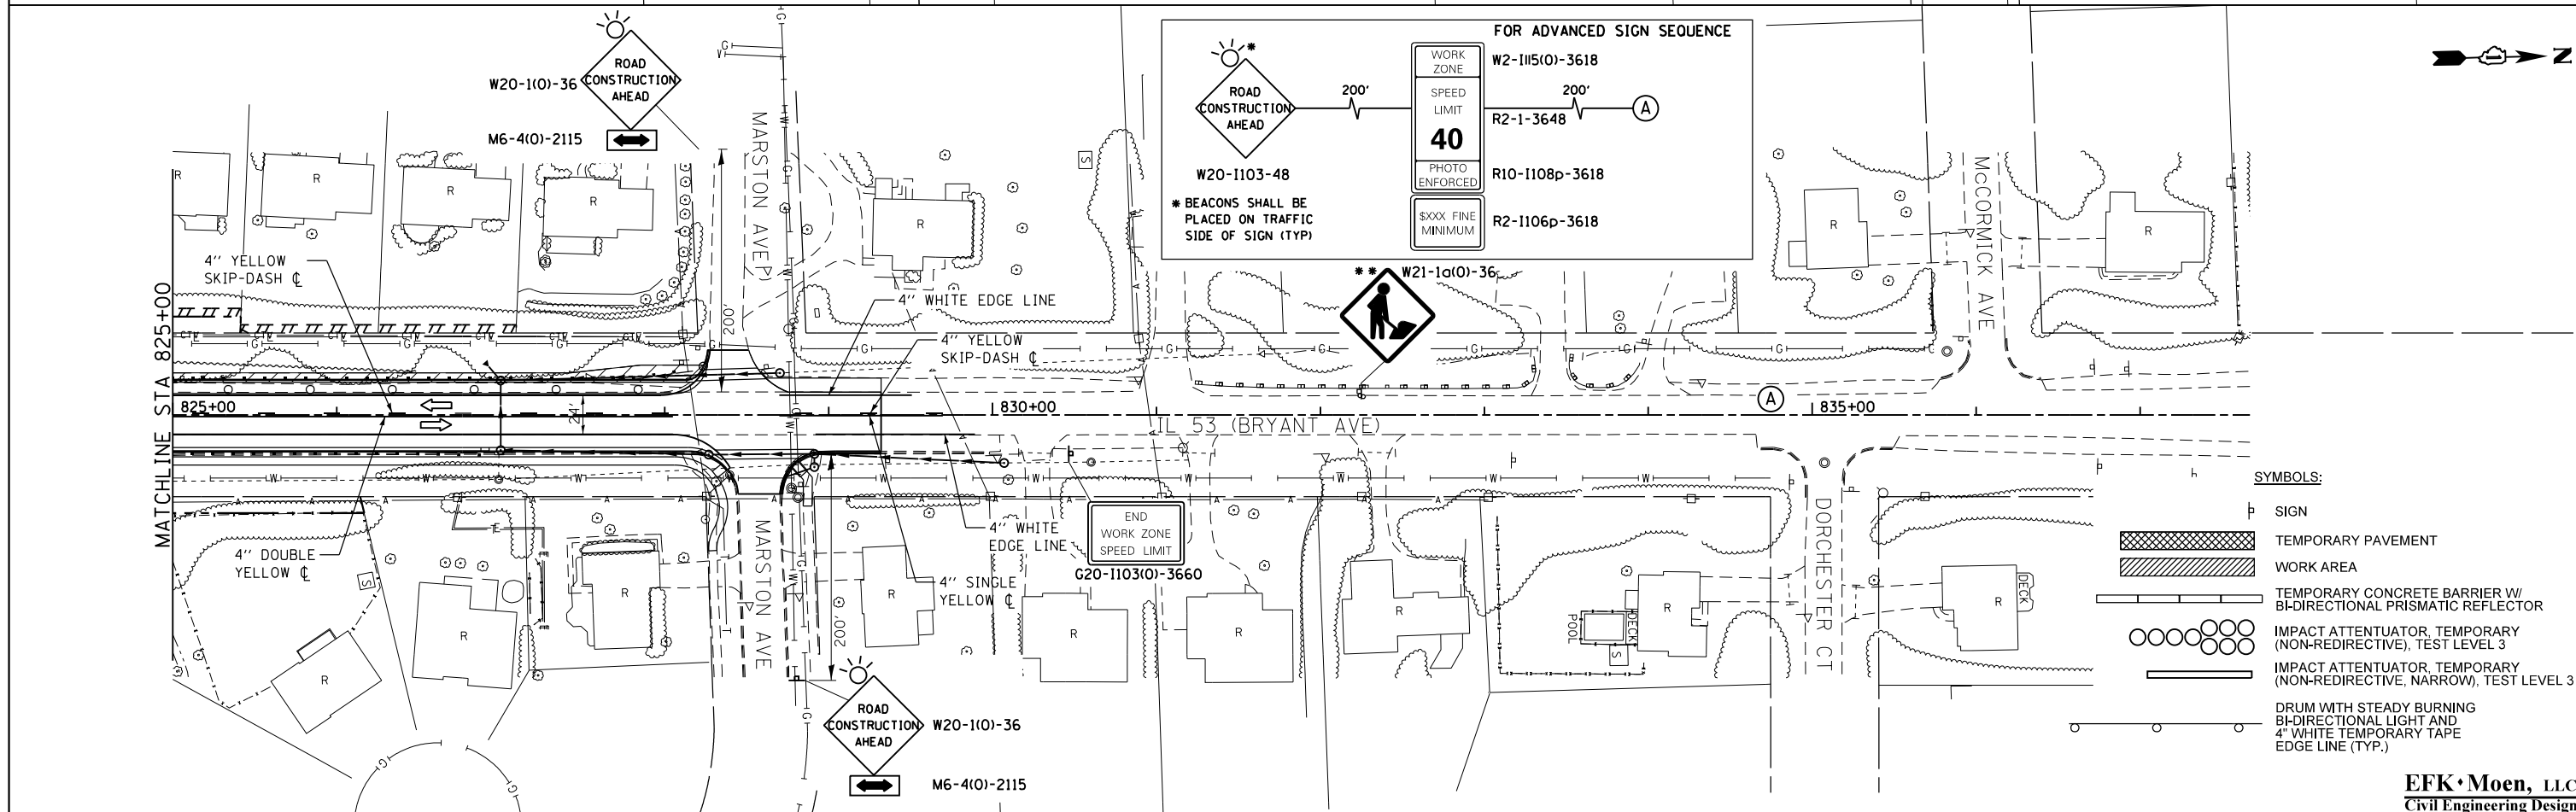 ROAD
CONSTRUCTION
AHEAD
W20-1(O)-36
M6-4(O)-2115
MARSTON AVE
FOR ADVANCED SIGN SEQUENCE
ROAD
CONSTRUCTION
AHEAD
*
W20-I103-48
* BEACONS SHALL BE
PLACED ON TRAFFIC
SIDE OF SIGN (TYP)
200'
WORK
ZONE
SPEED
LIMIT
40
PHOTO
ENFORCED
$XXX FINE
MINIMUM
W2-I115(O)-3618
200'
A
R2-1-3648
R10-I108p-3618
R2-I106p-3618
N
McCORMICK AVE
** W21-1a(O)-36
4" YELLOW
SKIP-DASH ℄
200'
4" WHITE EDGE LINE
4" YELLOW
SKIP-DASH ℄
MATCHLINE STA 825+00
825+00
24'
830+00
IL 53 (BRYANT AVE)
A
835+00
4" DOUBLE
YELLOW ℄
MARSTON AVE
200'
4" WHITE
EDGE LINE
4" SINGLE
YELLOW ℄
END
WORK ZONE
SPEED LIMIT
G20-I103(O)-3660
POOL
DECK
DORCHESTER CT
DECK
ROAD
CONSTRUCTION
AHEAD
W20-1(O)-36
M6-4(O)-2115
SYMBOLS:
SIGN
TEMPORARY PAVEMENT
WORK AREA
TEMPORARY CONCRETE BARRIER W/
BI-DIRECTIONAL PRISMATIC REFLECTOR
IMPACT ATTENTUATOR, TEMPORARY
(NON-REDIRECTIVE), TEST LEVEL 3
IMPACT ATTENTUATOR, TEMPORARY
(NON-REDIRECTIVE, NARROW), TEST LEVEL 3
DRUM WITH STEADY BURNING
BI-DIRECTIONAL LIGHT AND
4" WHITE TEMPORARY TAPE
EDGE LINE (TYP.)
EFK•Moen, LLC
Civil Engineering Design